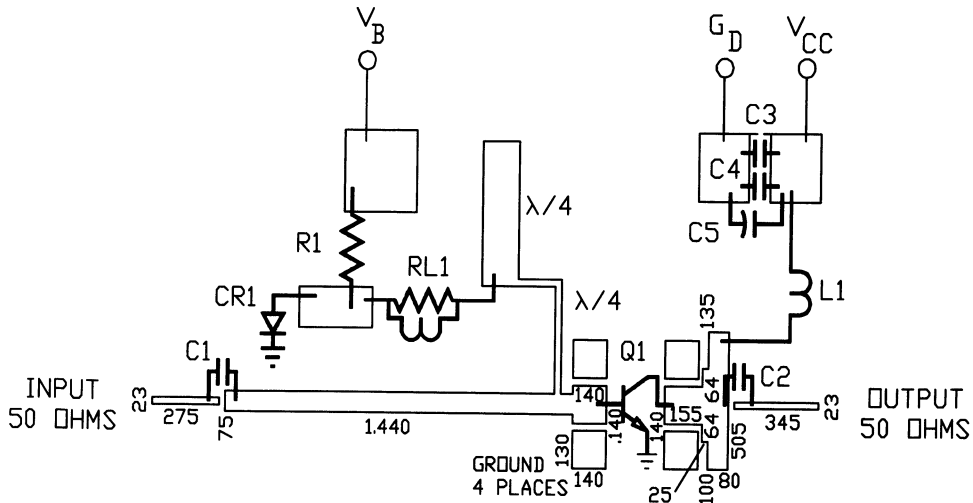 V_B
G_D
V_CC
C3
C4
C5
λ/4
R1
RL1
λ/4
L1
CR1
135
C1
Q1
C2
INPUT
50 OHMS
23
275
75
1.440
140
.140
140
155
64
64
505
345
23
OUTPUT
50 OHMS
130
140
GROUND
4 PLACES
25
100
80